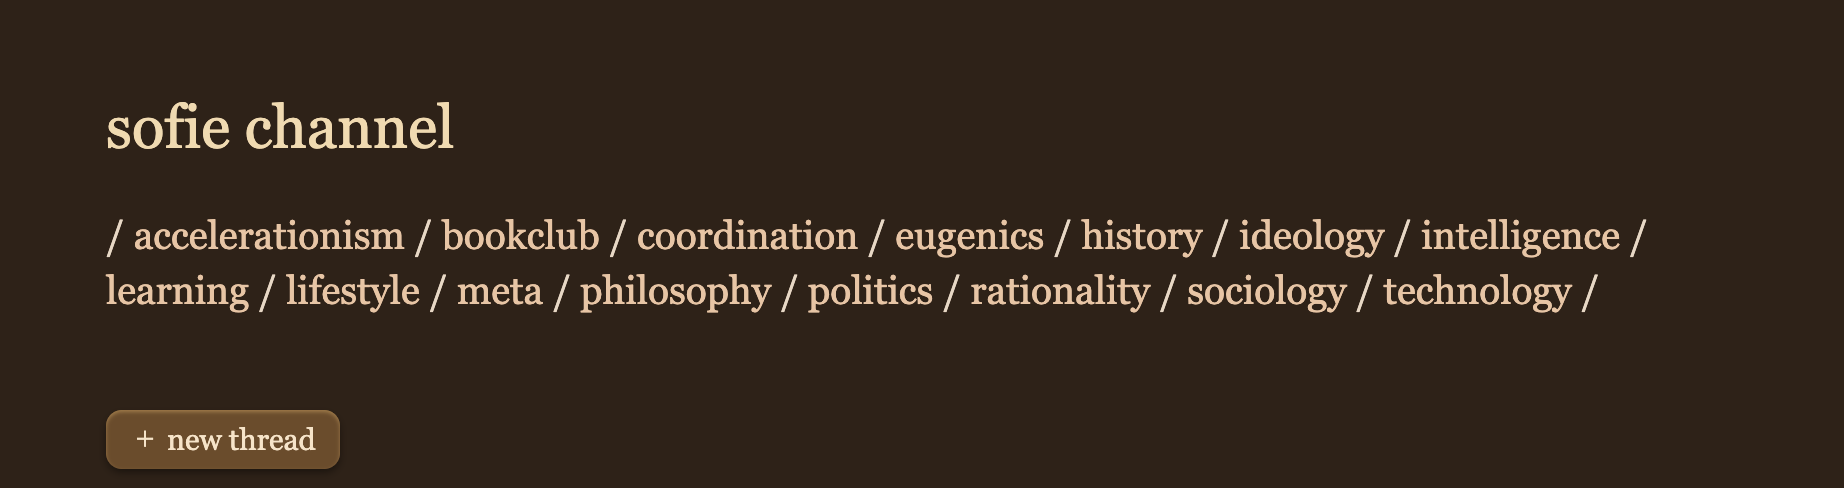 sofie channel
/ accelerationism / bookclub / coordination / eugenics / history / ideology / intelligence /
learning / lifestyle / meta / philosophy / politics / rationality / sociology / technology /
+ new thread